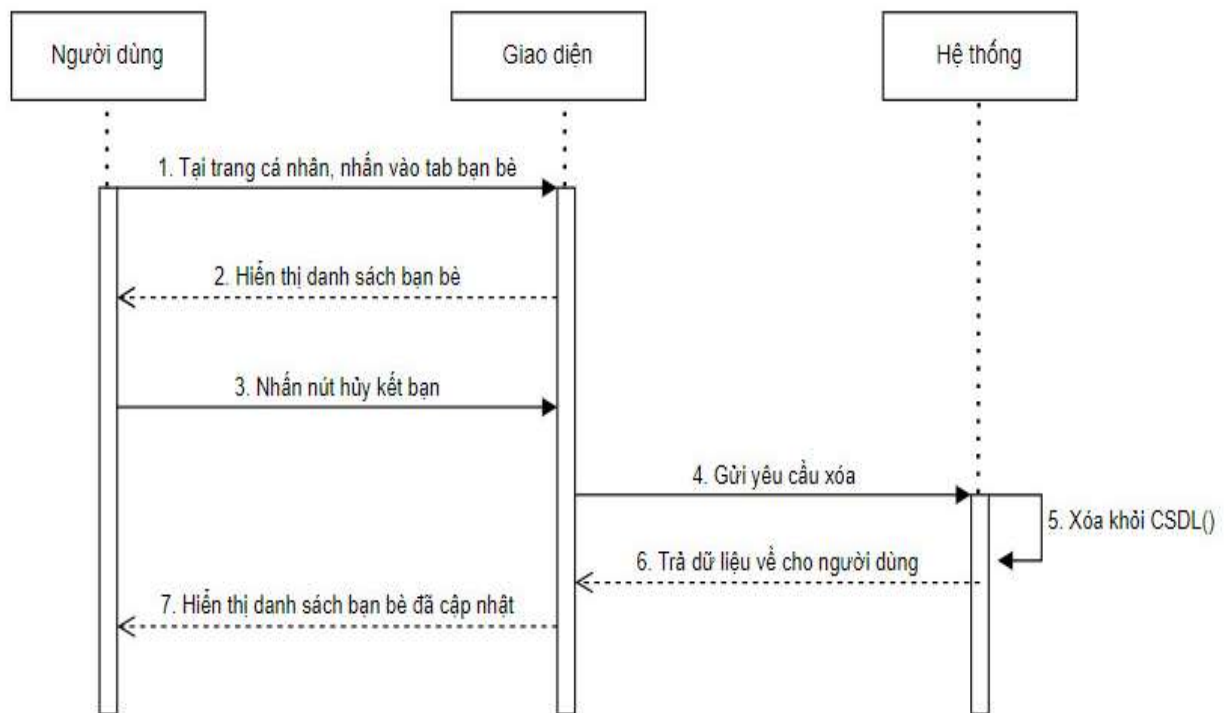 Người dùng
Giao diện
Hệ thống
1. Tại trang cá nhân, nhấn vào tab bạn bè
2. Hiển thị danh sách bạn bè
3. Nhấn nút hủy kết bạn
4. Gửi yêu cầu xóa
5. Xóa khỏi CSDL()
6. Trả dữ liệu về cho người dùng
7. Hiển thị danh sách bạn bè đã cập nhật